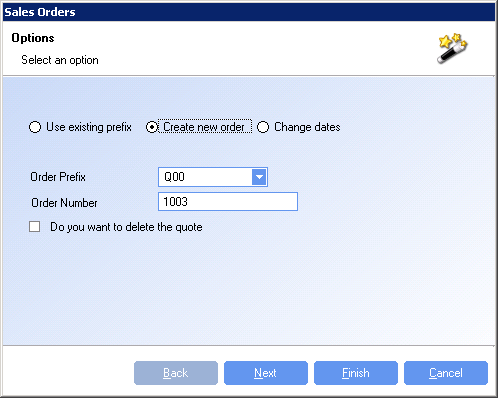 Sales Orders
Options
Select an option
Use existing prefix Create new order Change dates
Order Prefix Q00
Order Number 1003
Do you want to delete the quote
Back Next Finish Cancel